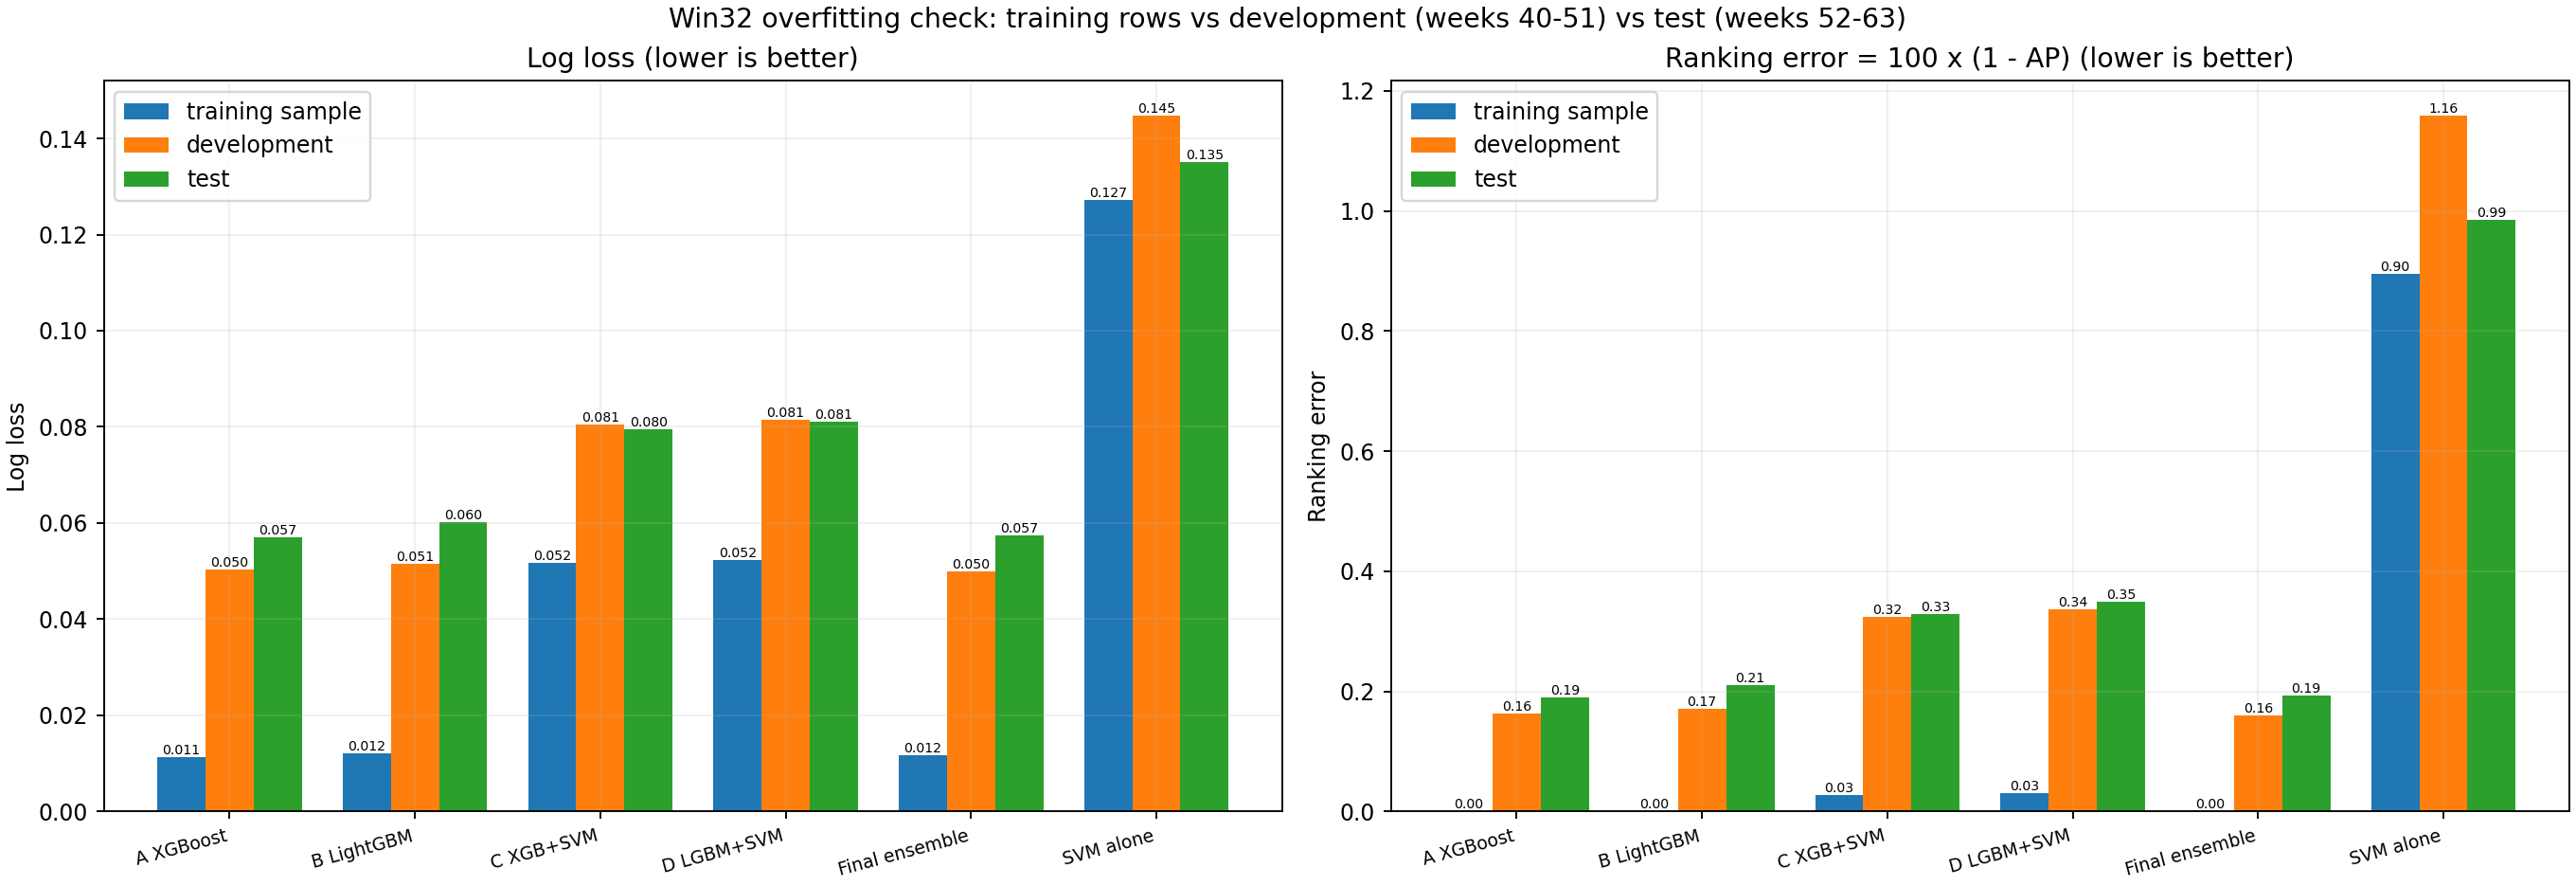 Win32 overfitting check: training rows vs development (weeks 40-51) vs test (weeks 52-63)
Log loss (lower is better)
training sample
development
test
Log loss
0.14
0.12
0.10
0.08
0.06
0.04
0.02
0.00
0.011
0.050
0.057
0.012
0.051
0.060
0.052
0.081
0.080
0.052
0.081
0.081
0.012
0.050
0.057
0.127
0.145
0.135
A XGBoost
B LightGBM
C XGB+SVM
D LGBM+SVM
Final ensemble
SVM alone
Ranking error = 100 x (1 - AP) (lower is better)
training sample
development
test
Ranking error
1.2
1.0
0.8
0.6
0.4
0.2
0.0
0.00
0.16
0.19
0.00
0.17
0.21
0.03
0.32
0.33
0.03
0.34
0.35
0.00
0.16
0.19
0.90
1.16
0.99
A XGBoost
B LightGBM
C XGB+SVM
D LGBM+SVM
Final ensemble
SVM alone